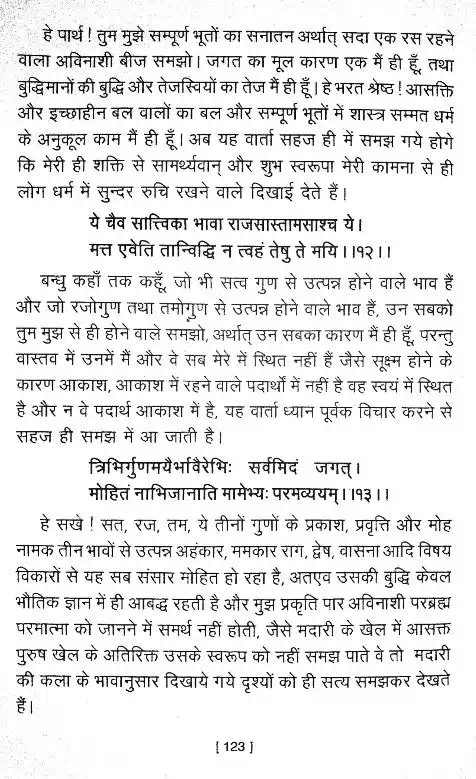 हे पार्थ ! तुम मुझे सम्पूर्ण भूतों का सनातन अर्थात् सदा एक रस रहने
वाला अविनाशी बीज समझो। जगत का मूल कारण एक मैं ही हूँ, तथा
बुद्धिमानों की बुद्धि और तेजस्वियों का तेज मैं ही हूँ। हे भरत श्रेष्ठ ! आसक्ति
और इच्छाहीन बल वालों का बल और सम्पूर्ण भूतों में शास्त्र सम्मत धर्म
के अनुकूल काम मैं ही हूँ। अब यह वार्ता सहज ही में समझ गये होगे
कि मेरी ही शक्ति से सामर्थ्यवान् और शुभ स्वरूपा मेरी कामना से ही
लोग धर्म में सुन्दर रुचि रखने वाले दिखाई देते हैं।
ये चैव सात्त्विका भावा राजसास्तामसाश्च ये।
मत्त एवेति तान्विद्धि न त्वहं तेषु ते मयि।।१२।।
बन्धु कहाँ तक कहूँ, जो भी सत्व गुण से उत्पन्न होने वाले भाव हैं
और जो रजोगुण तथा तमोगुण से उत्पन्न होने वाले भाव हैं, उन सबको
तुम मुझ से ही होने वाले समझो, अर्थात् उन सबका कारण मैं ही हूँ, परन्तु
वास्तव में उनमें मैं और वे सब मेरे में स्थित नहीं हैं जैसे सूक्ष्म होने के
कारण आकाश, आकाश में रहने वाले पदार्थों में नहीं है वह स्वयं में स्थित
है और न वे पदार्थ आकाश में है, यह वार्ता ध्यान पूर्वक विचार करने से
सहज ही समझ में आ जाती है।
त्रिभिर्गुणमयैर्भावैरेभिः सर्वमिदं जगत्।
मोहितं नाभिजानाति मामेभ्यः परमव्ययम्।।१३।।
हे सखे ! सत, रज, तम, ये तीनों गुणों के प्रकाश, प्रवृत्ति और मोह
नामक तीन भावों से उत्पन्न अहंकार, ममकार राग, द्वेष, वासना आदि विषय
विकारों से यह सब संसार मोहित हो रहा है, अतएव उसकी बुद्धि केवल
भौतिक ज्ञान में ही आबद्ध रहती है और मुझ प्रकृति पार अविनाशी परब्रह्म
परमात्मा को जानने में समर्थ नहीं होती, जैसे मदारी के खेल में आसक्त
पुरुष खेल के अतिरिक्त उसके स्वरूप को नहीं समझ पाते वे तो मदारी
की कला के भावानुसार दिखाये गये दृश्यों को ही सत्य समझकर देखते
हैं।
[ 123 ]